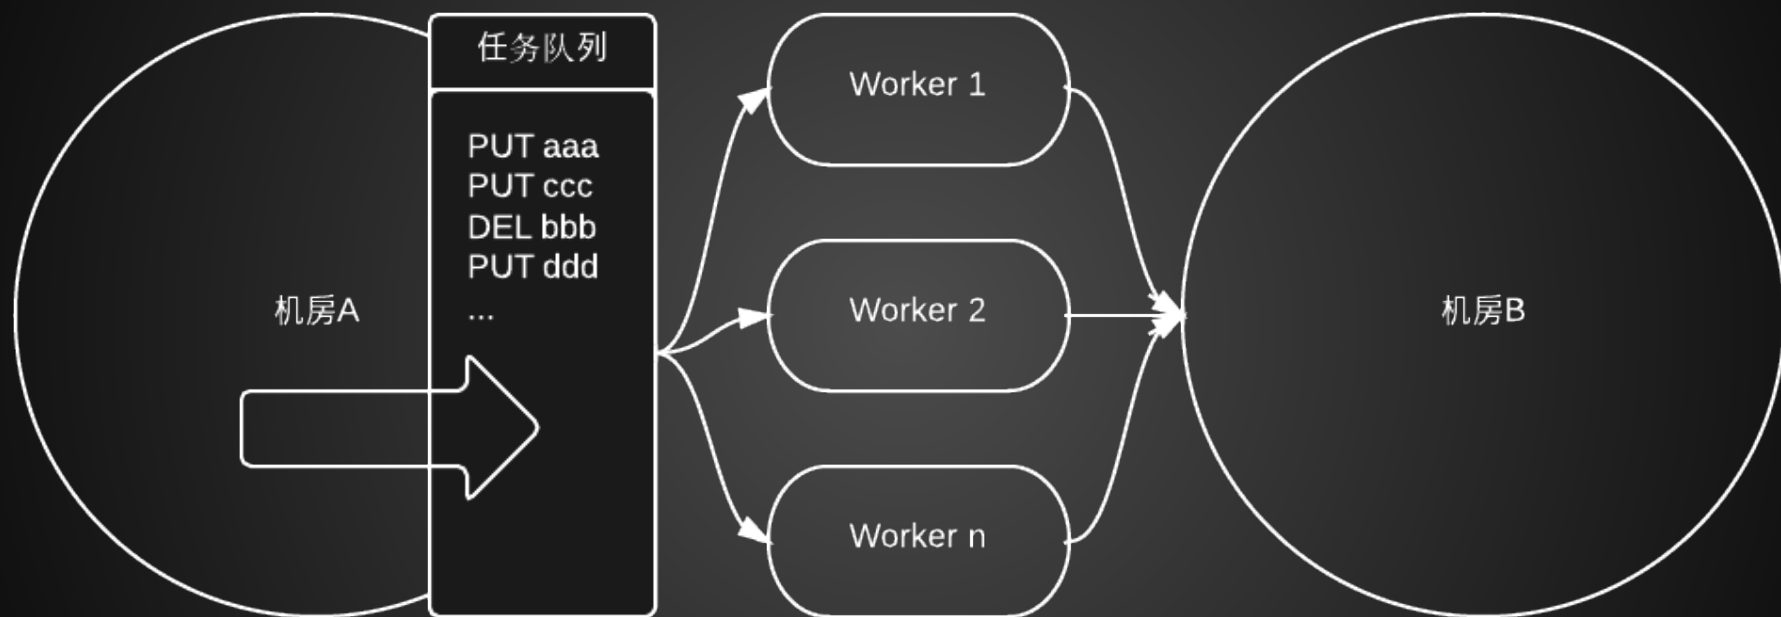 任务队列
PUT aaa
PUT ccc
DEL bbb
PUT ddd
...
机房A
Worker 1
Worker 2
Worker n
机房B